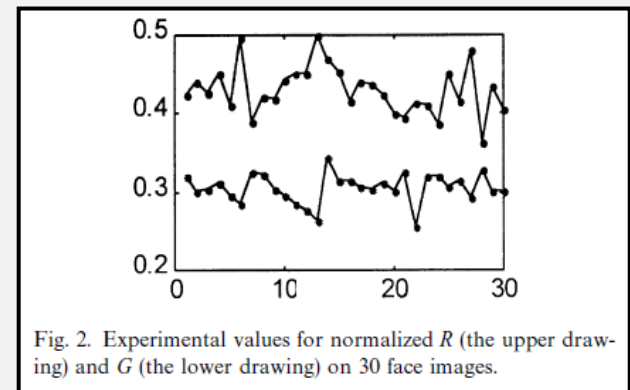 0.5
0.4
0.3
0.2
0 10 20 30
Fig. 2. Experimental values for normalized R (the upper draw-
ing) and G (the lower drawing) on 30 face images.